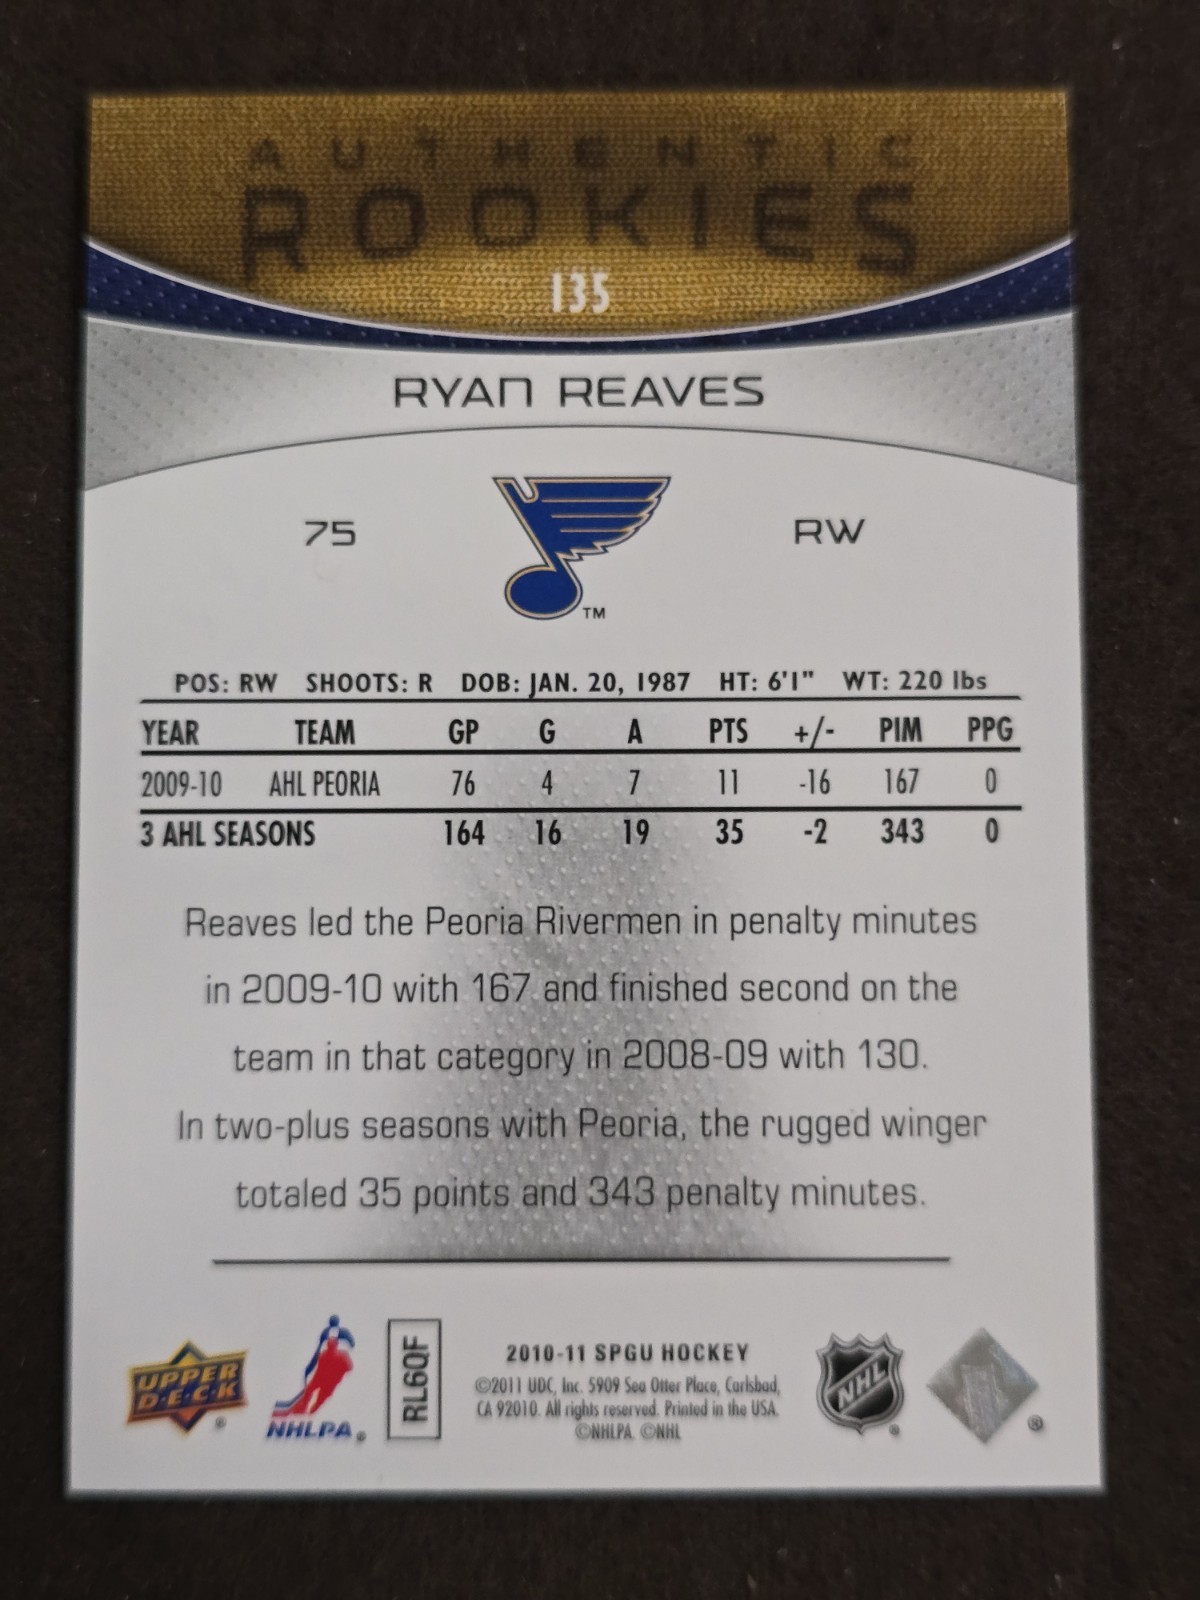 AUTHENTIC
ROOKIES
135
RYAN REAVES
75 RW
TM
POS: RW SHOOTS: R DOB: JAN. 20, 1987 HT: 6'1" WT: 220 lbs
YEAR TEAM GP G A PTS +/- PIM PPG
2009-10 AHL PEORIA 76 4 7 11 -16 167 0
3 AHL SEASONS 164 16 19 35 -2 343 0
Reaves led the Peoria Rivermen in penalty minutes
in 2009-10 with 167 and finished second on the
team in that category in 2008-09 with 130.
In two-plus seasons with Peoria, the rugged winger
totaled 35 points and 343 penalty minutes.
UPPER
DECK
®
NHLPA®
RL6QF
2010-11 SPGU HOCKEY
©2011 UDC, Inc. 5909 Sea Otter Place, Carlsbad,
CA 92010. All rights reserved. Printed in the USA.
©NHLPA ©NHL
NHL
®
®